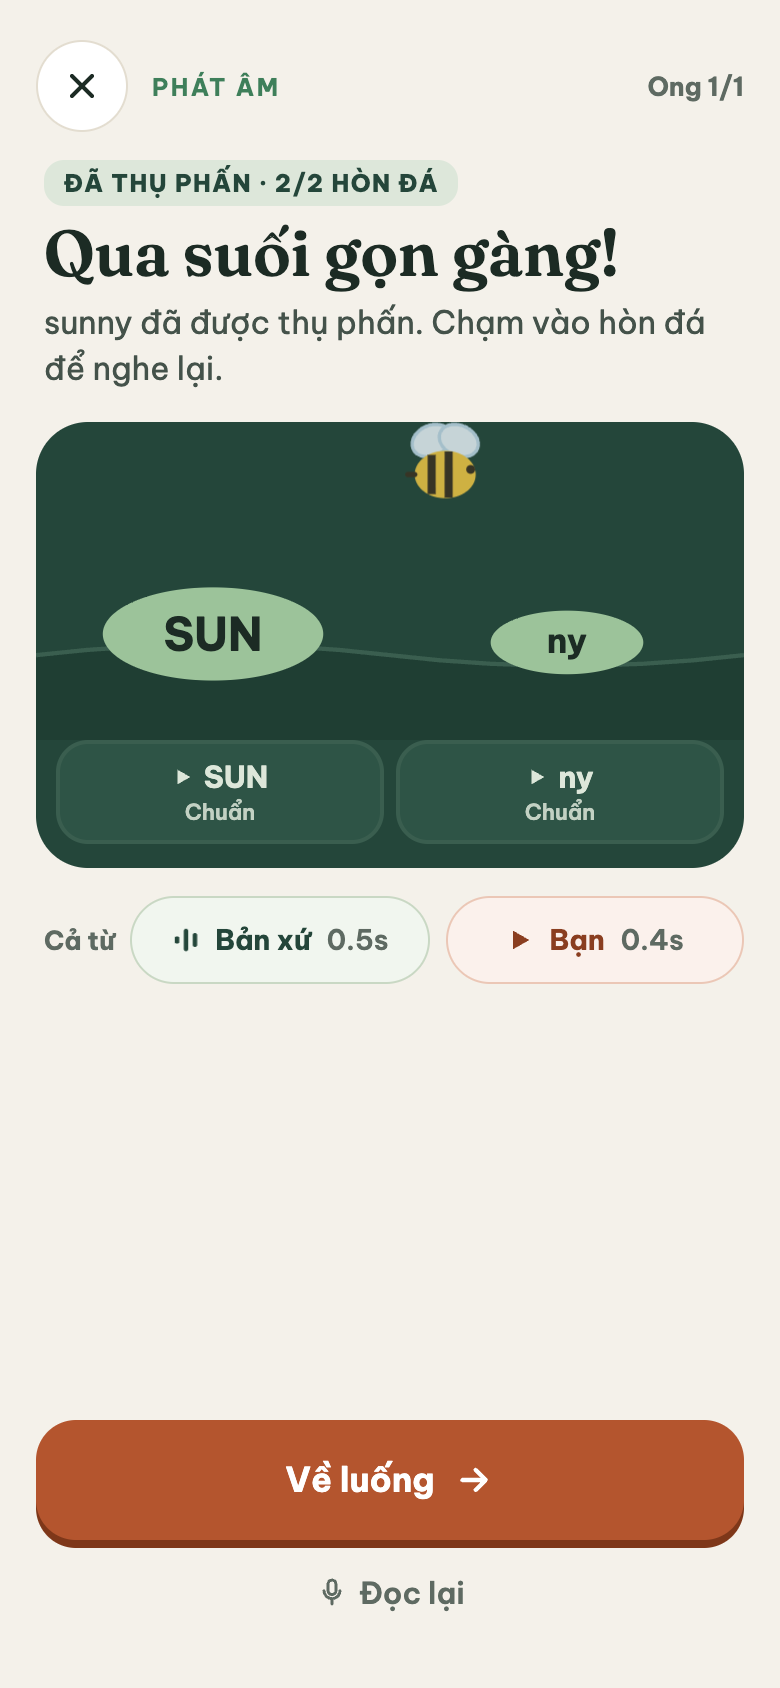 PHÁT ÂM
Ong 1/1
ĐÃ THỤ PHẤN · 2/2 HÒN ĐÁ
Qua suối gọn gàng!
sunny đã được thụ phấn. Chạm vào hòn đá
để nghe lại.
SUN
ny
SUN
Chuẩn
ny
Chuẩn
Cả từ
Bản xứ 0.5s
Bạn 0.4s
Về luống
Đọc lại